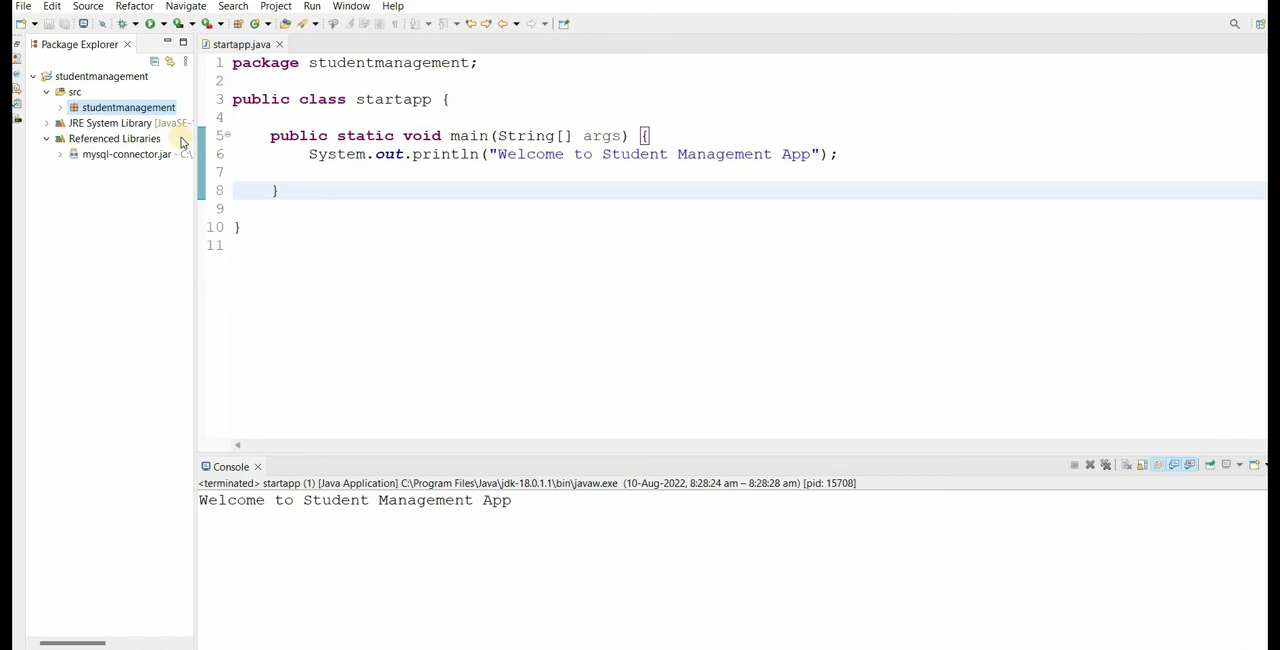 File Edit Source Refactor Navigate Search Project Run Window Help
Package Explorer
startapp.java
studentmanagement
src
studentmanagement
JRE System Library [JavaSE-
Referenced Libraries
mysql-connector.jar - C:\
1 package studentmanagement;
2
3 public class startapp {
4
5 public static void main(String[] args) {
6 System.out.println("Welcome to Student Management App");
7
8 }
9
10 }
11
Console
<terminated> startapp (1) [Java Application] C:\Program Files\Java\jdk-18.0.1.1\bin\javaw.exe (10-Aug-2022, 8:28:24 am – 8:28:28 am) [pid: 15708]
Welcome to Student Management App